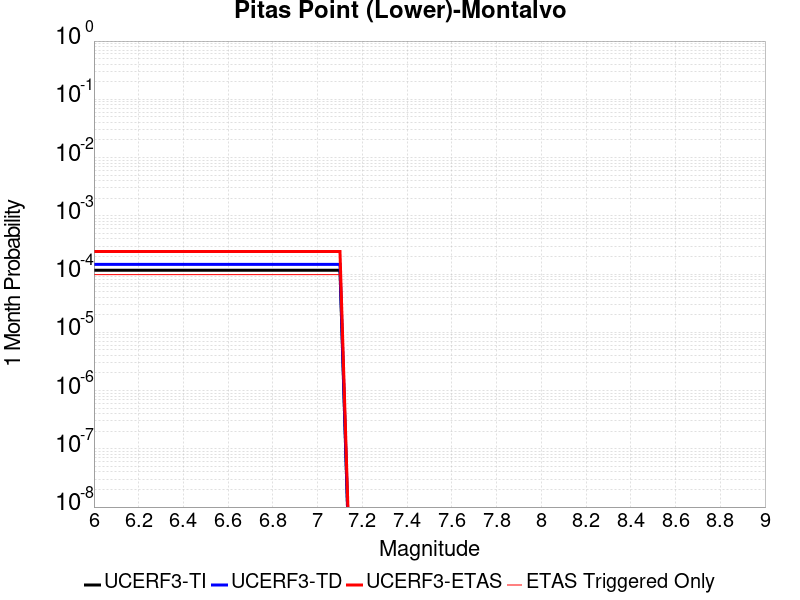 Pitas Point (Lower)-Montalvo
10^0
10^-1
10^-2
10^-3
10^-4
10^-5
10^-6
10^-7
10^-8
1 Month Probability
6 6.2 6.4 6.6 6.8 7 7.2 7.4 7.6 7.8 8 8.2 8.4 8.6 8.8 9
Magnitude
UCERF3-TI UCERF3-TD UCERF3-ETAS ETAS Triggered Only